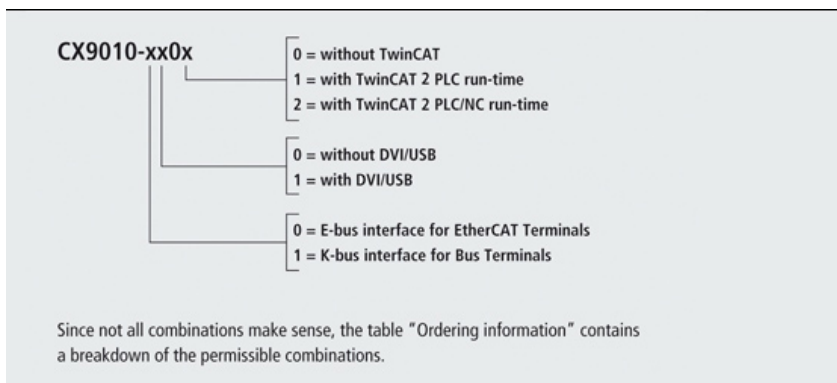 CX9010-xx0x
0 = without TwinCAT
1 = with TwinCAT 2 PLC run-time
2 = with TwinCAT 2 PLC/NC run-time
0 = without DVI/USB
1 = with DVI/USB
0 = E-bus interface for EtherCAT Terminals
1 = K-bus interface for Bus Terminals
Since not all combinations make sense, the table "Ordering information" contains
a breakdown of the permissible combinations.